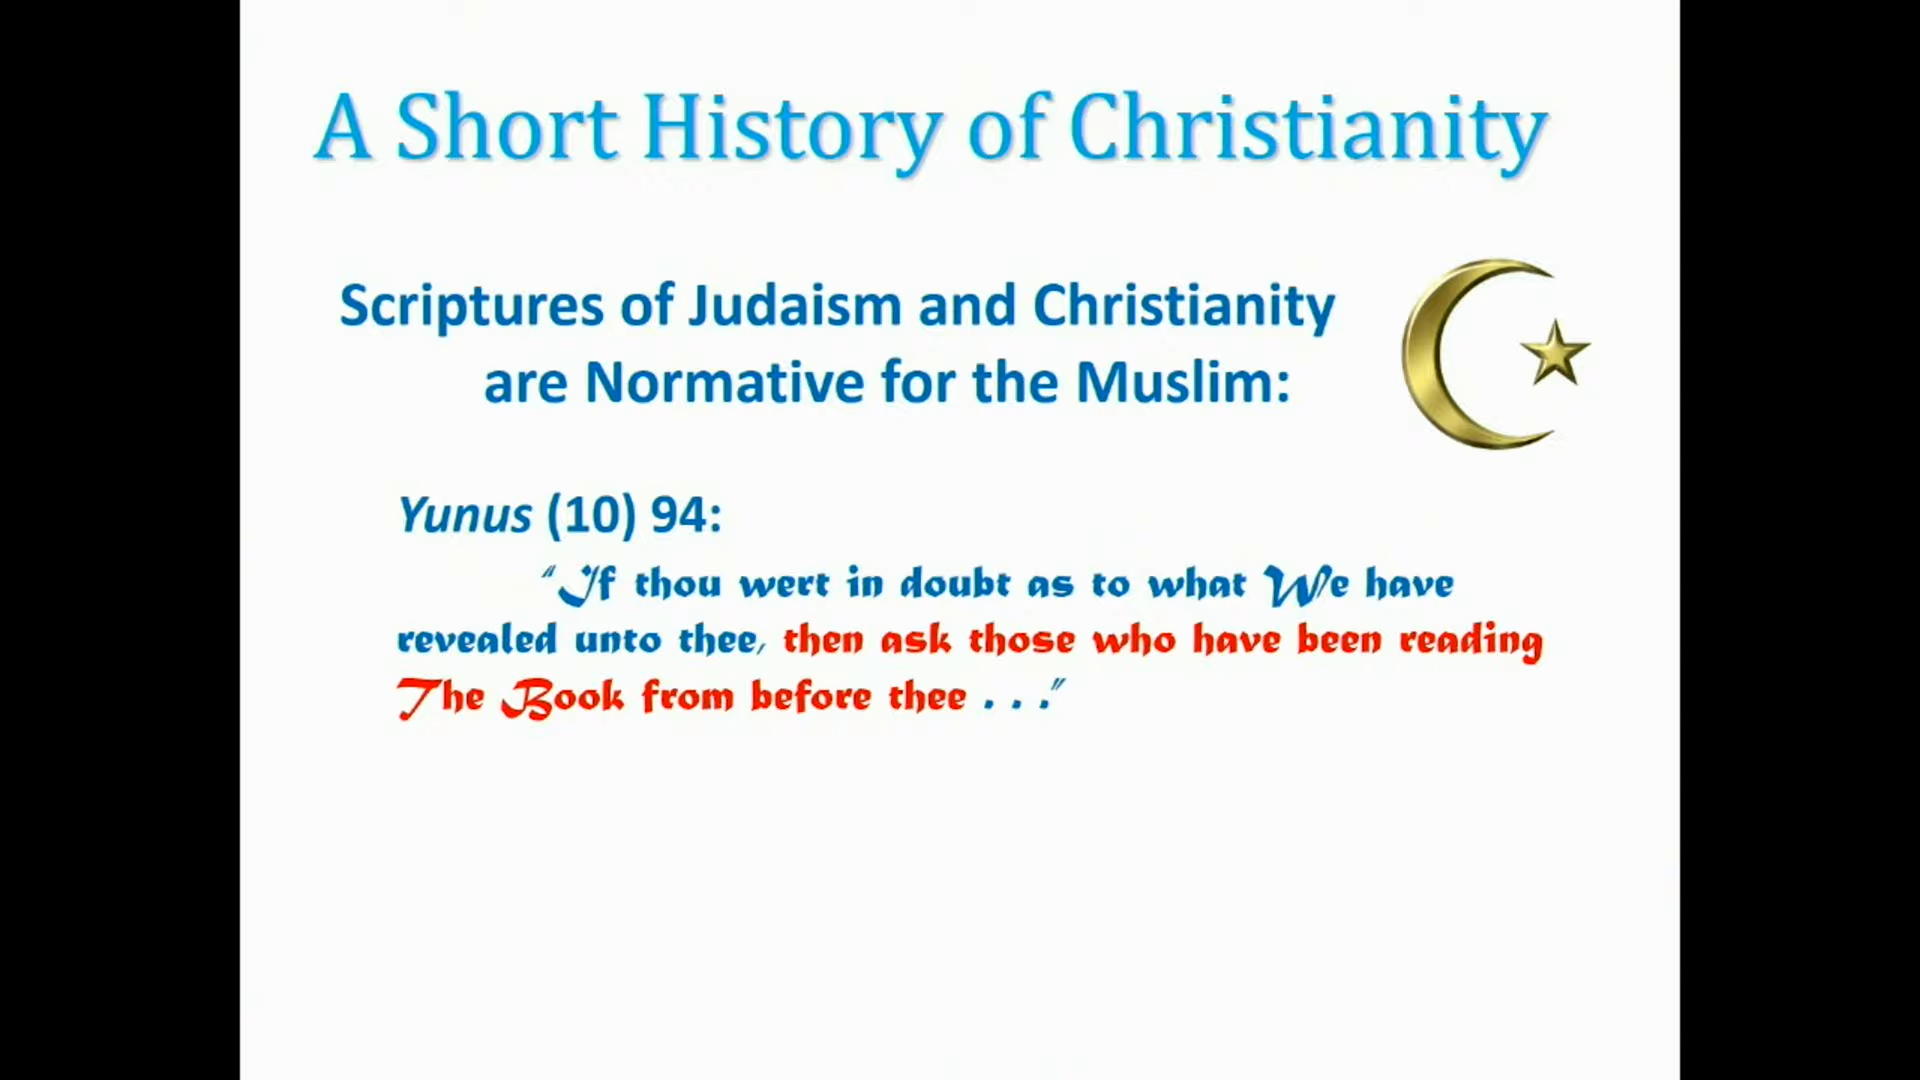 A Short History of Christianity
Scriptures of Judaism and Christianity
are Normative for the Muslim:
Yunus (10) 94:
"If thou wert in doubt as to what We have
revealed unto thee, then ask those who have been reading
The Book from before thee . . ."